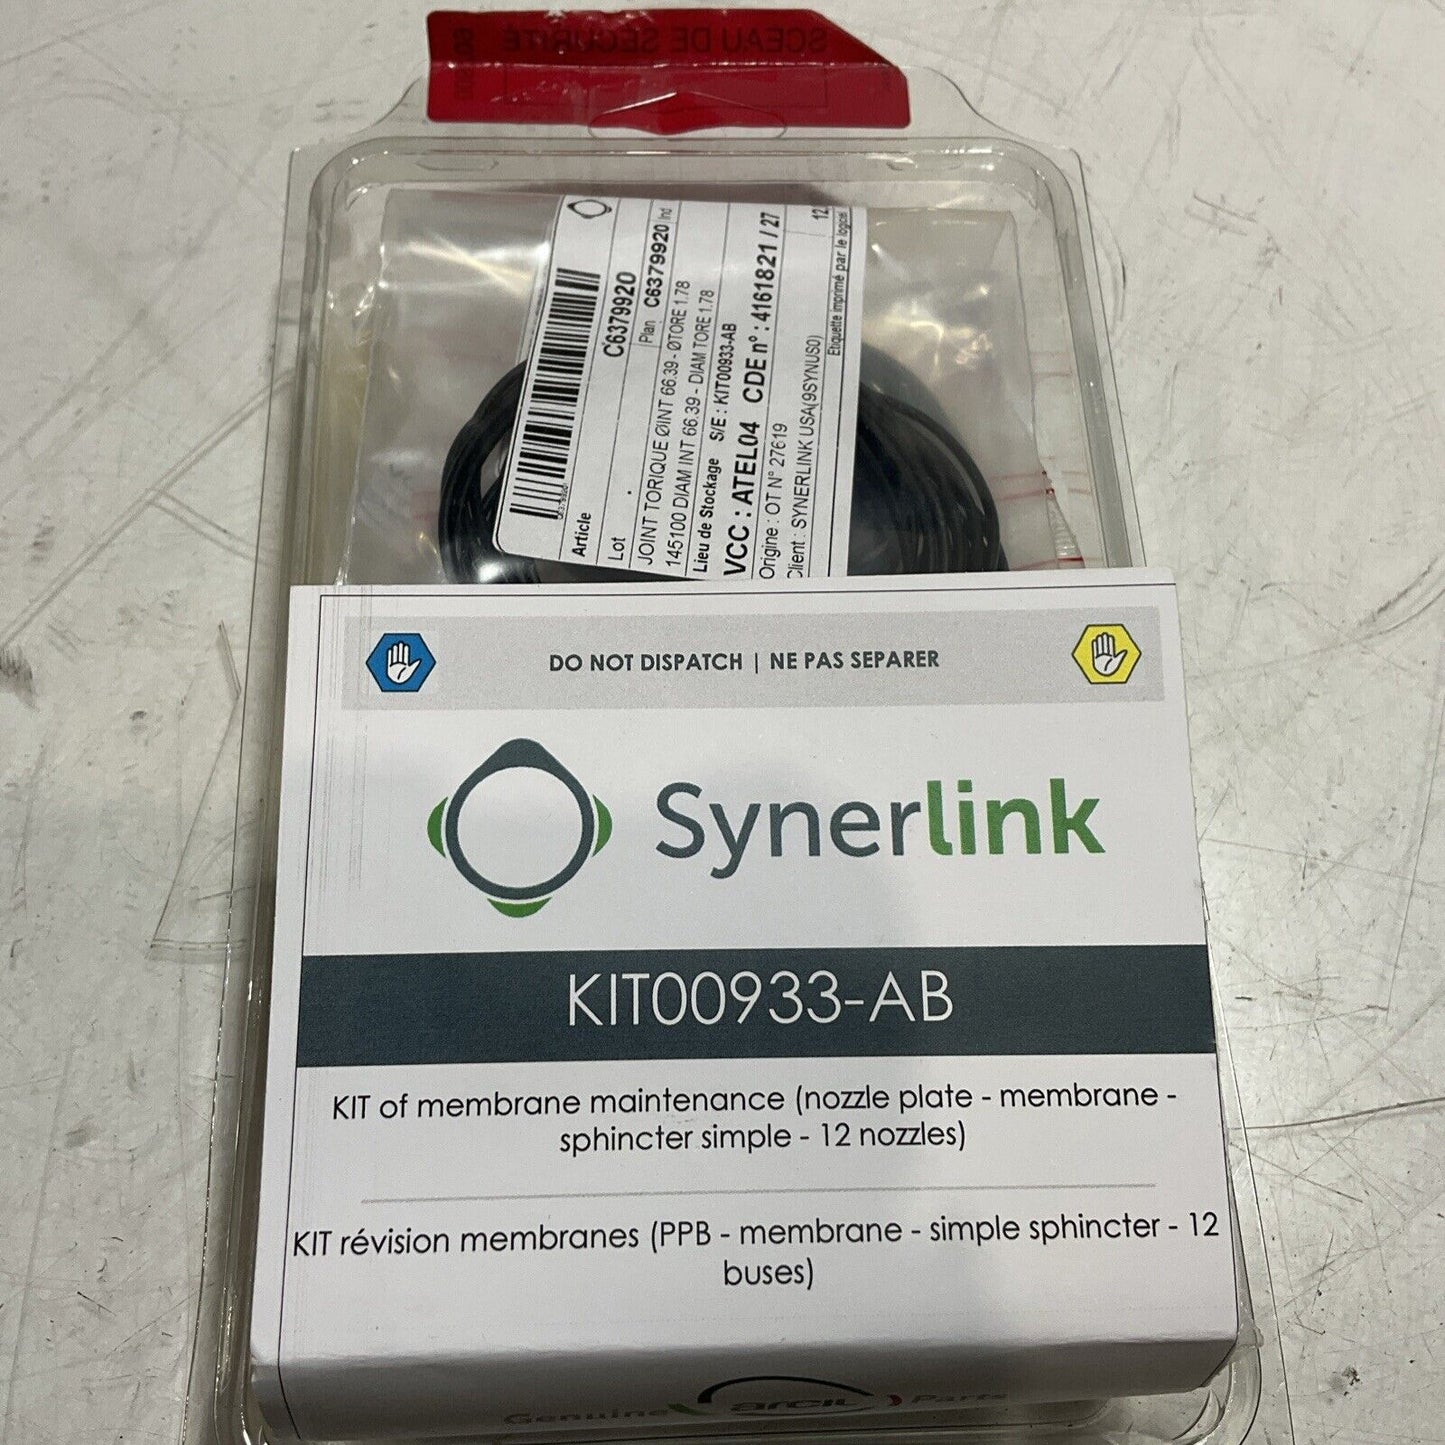 SCEAU DE SÉCURITÉ
Article
C6379920
Lot
Plan C6379920 Ind
JOINT TORIQUE ØINT 66.39 - ØTORE 1.78
145100 DIAM INT 66,39 - DIAM TORE 1.78
Lieu de Stockage S/E : KIT00933-AB
VCC : ATEL04 CDE n° : 4161821 / 27
Origine : OT N° 27619
Client : SYNERLINK USA(9SYNUS0)
12
Etiquette imprimé par le logiciel
DO NOT DISPATCH | NE PAS SEPARER
Synerlink
KIT00933-AB
KIT of membrane maintenance (nozzle plate - membrane -
sphincter simple - 12 nozzles)
KIT révision membranes (PPB - membrane - simple sphincter - 12
buses)
Genuine arcil Parts